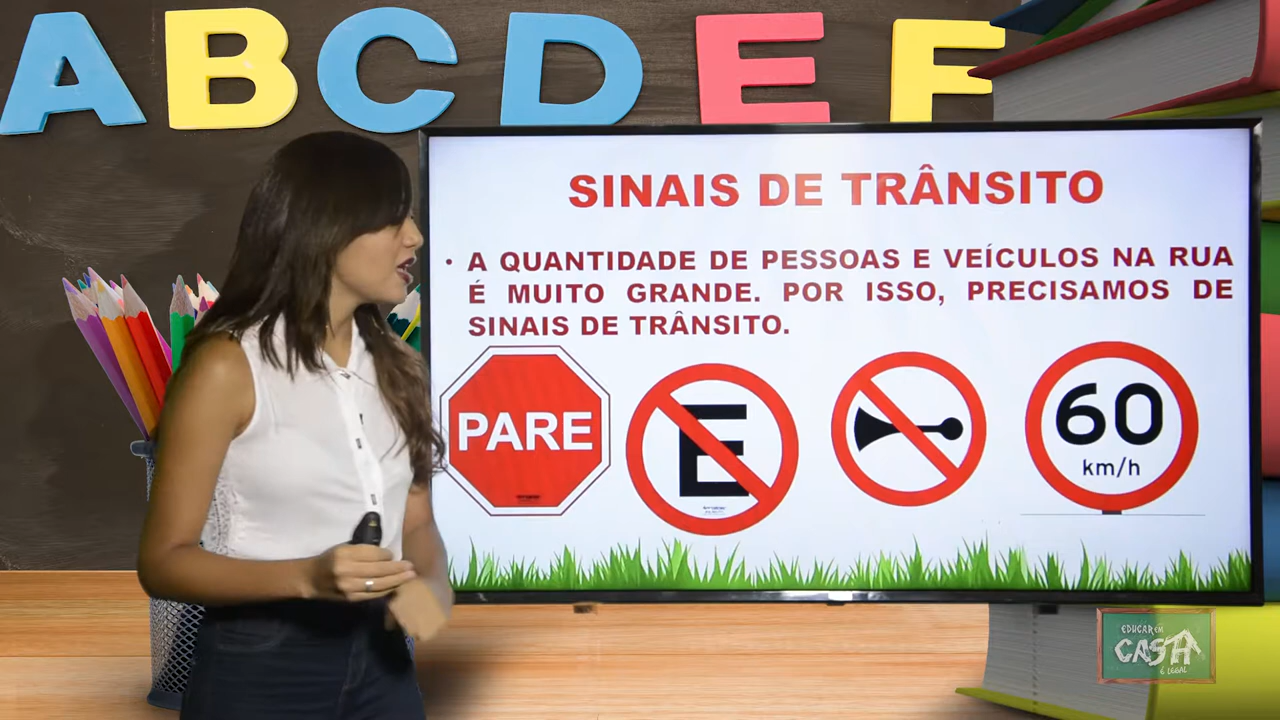 A B C D E F
SINAIS DE TRÂNSITO
• A QUANTIDADE DE PESSOAS E VEÍCULOS NA RUA
É MUITO GRANDE. POR ISSO, PRECISAMOS DE
SINAIS DE TRÂNSITO.
PARE
E
60
km/h
EDUCAR EM
CASA
É LEGAL